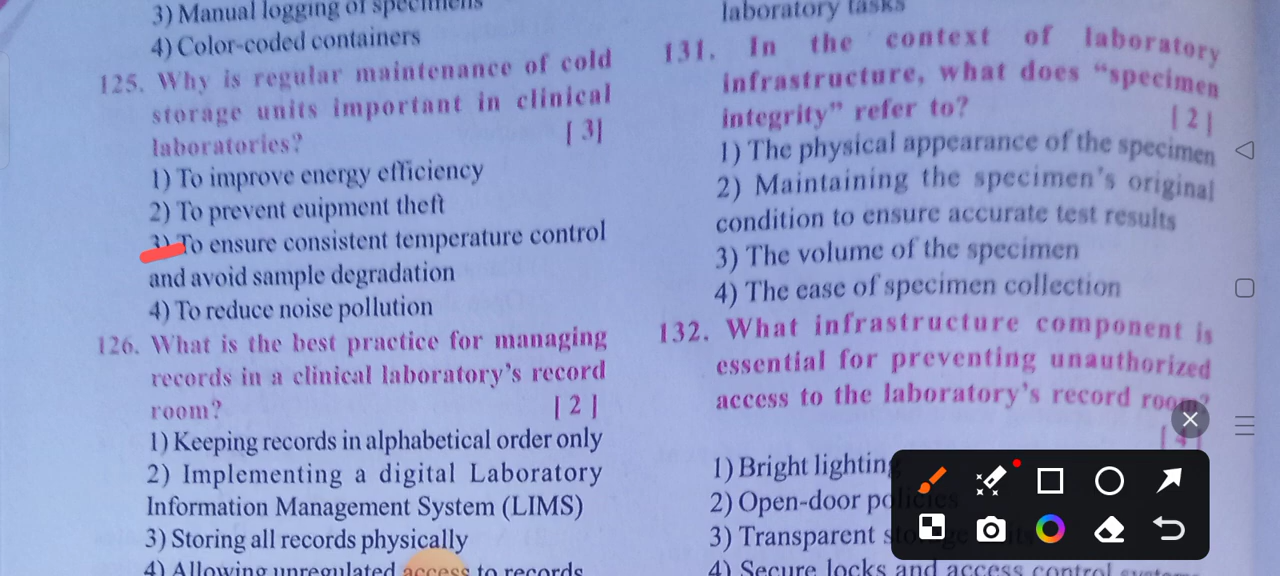 3) Manual logging of specimens
4) Color-coded containers
125. Why is regular maintenance of cold
storage units important in clinical
laboratories? [ 3]
1) To improve energy efficiency
2) To prevent euipment theft
3) To ensure consistent temperature control
and avoid sample degradation
4) To reduce noise pollution
126. What is the best practice for managing
records in a clinical laboratory's record
room? [ 2 ]
1) Keeping records in alphabetical order only
2) Implementing a digital Laboratory
Information Management System (LIMS)
3) Storing all records physically
4) Allowing unregulated access to records
laboratory tasks
131. In the context of laboratory
infrastructure, what does “specimen
integrity” refer to? [ 2 ]
1) The physical appearance of the specimen
2) Maintaining the specimen's original
condition to ensure accurate test results
3) The volume of the specimen
4) The ease of specimen collection
132. What infrastructure component is
essential for preventing unauthorized
access to the laboratory's record room?
[ 4 ]
1) Bright lighting
2) Open-door policies
3) Transparent
4) Secure locks and access control